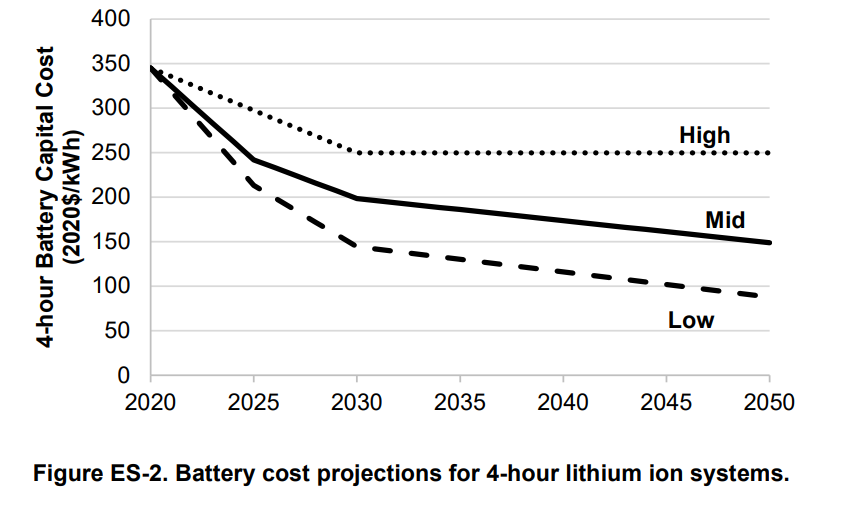 4-hour Battery Capital Cost
(2020$/kWh)
400
350
300
250
200
150
100
50
0
High
Mid
Low
2020 2025 2030 2035 2040 2045 2050
Figure ES-2. Battery cost projections for 4-hour lithium ion systems.